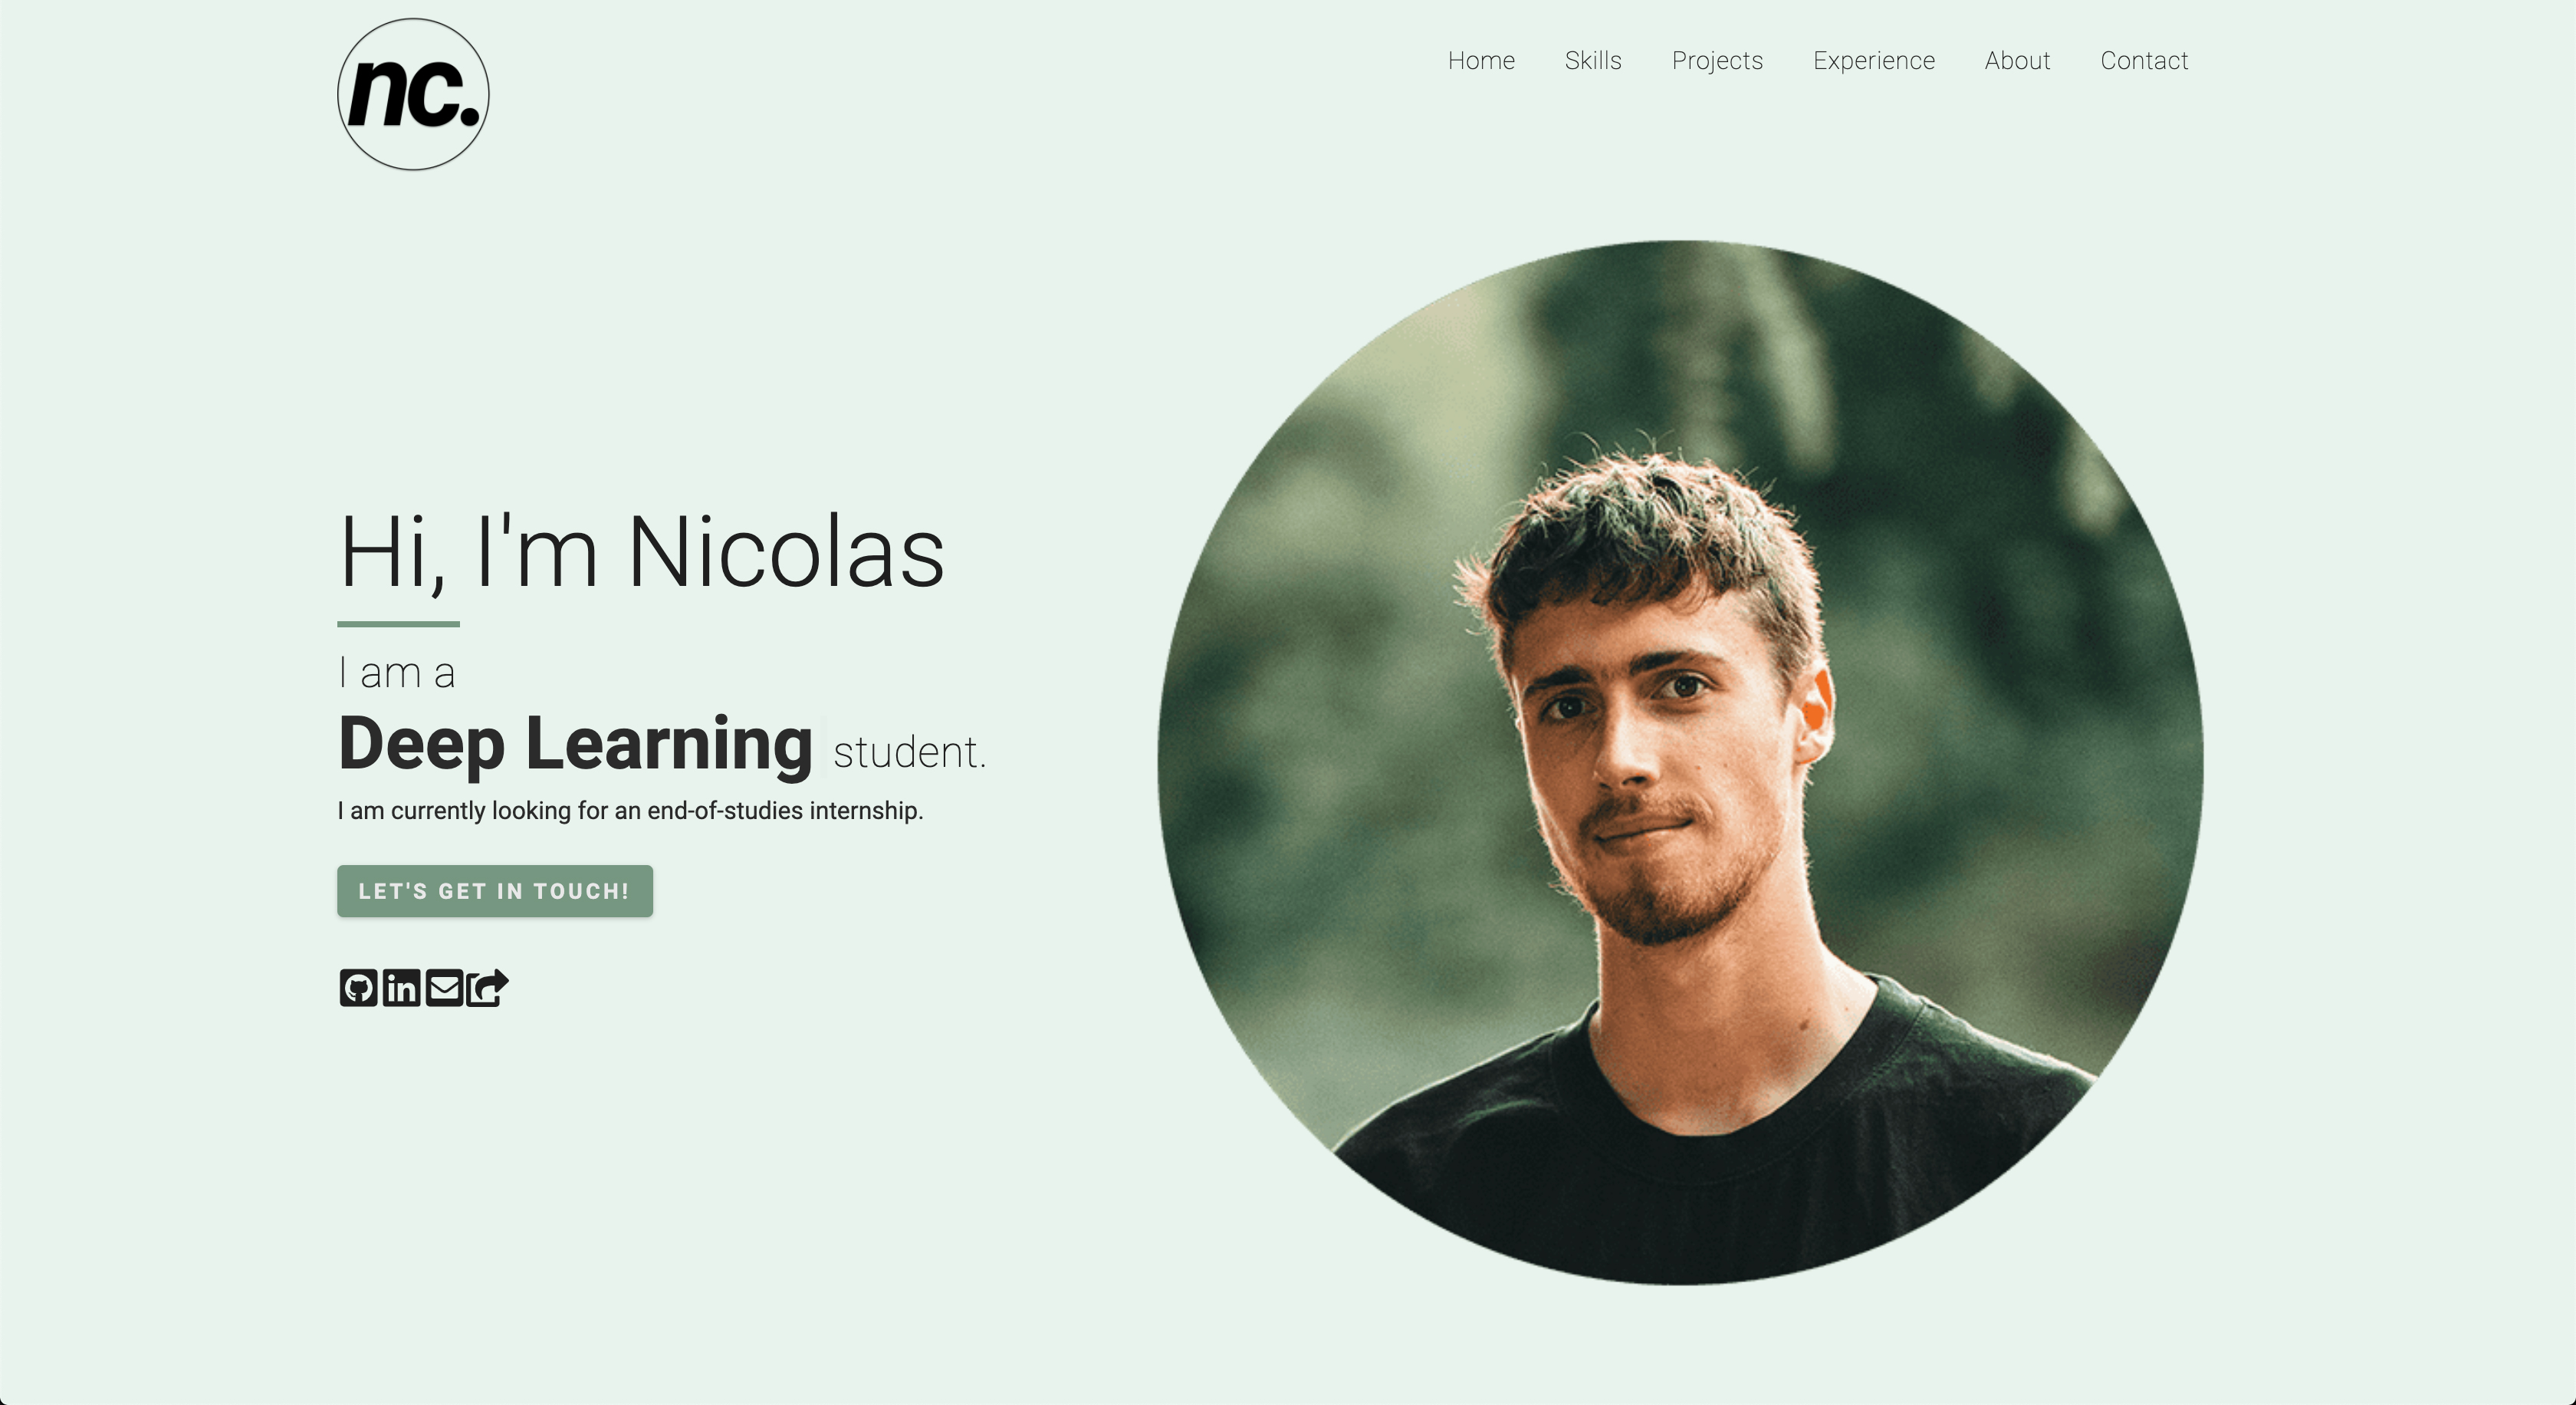 nc.
Home Skills Projects Experience About Contact
Hi, I'm Nicolas
I am a
Deep Learning student.
I am currently looking for an end-of-studies internship.
LET'S GET IN TOUCH!
in